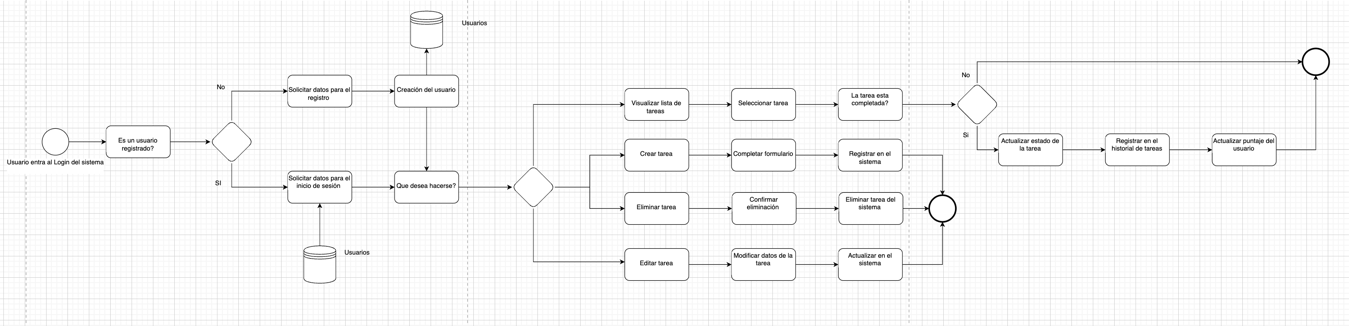 Usuarios
No
Solicitar datos para el
registro
Creación del usuario
Es un usuario
registrado?
Usuario entra al Login del sistema
SI
Solicitar datos para el
inicio de sesión
Que desea hacerse?
Usuarios
Visualizar lista de
tareas
Seleccionar tarea
La tarea esta
completada?
Crear tarea
Completar formulario
Registrar en el
sistema
Eliminar tarea
Confirmar
eliminación
Eliminar tarea del
sistema
Editar tarea
Modificar datos de la
tarea
Actualizar en el
sistema
No
Si
Actualizar estado de
la tarea
Registrar en el
historial de tareas
Actualizar puntaje del
usuario